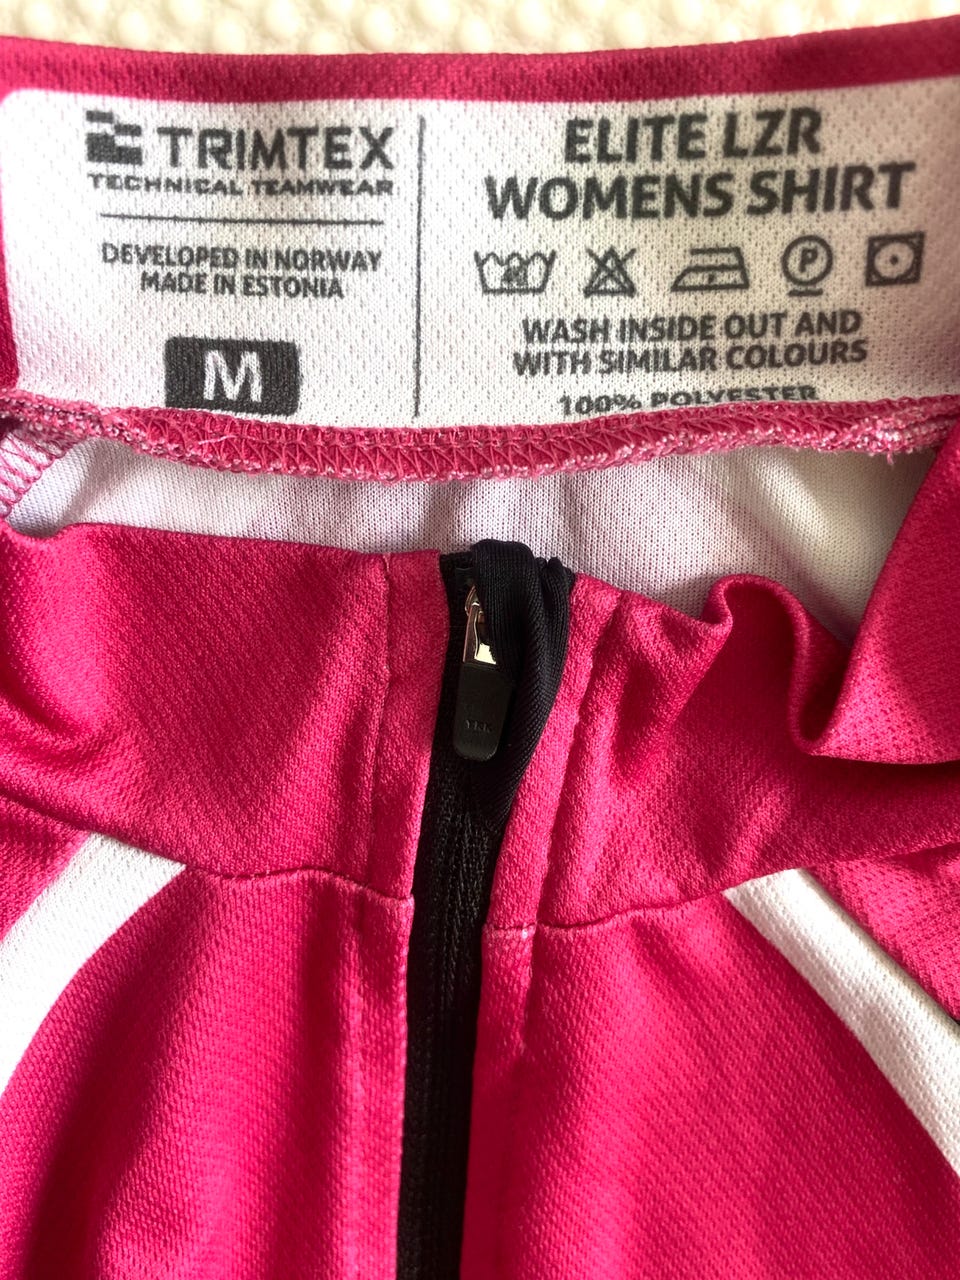 TRIMTEX
TECHNICAL TEAMWEAR
DEVELOPED IN NORWAY
MADE IN ESTONIA
M
ELITE LZR
WOMENS SHIRT
P
WASH INSIDE OUT AND
WITH SIMILAR COLOURS
100% POLYESTER
YKK